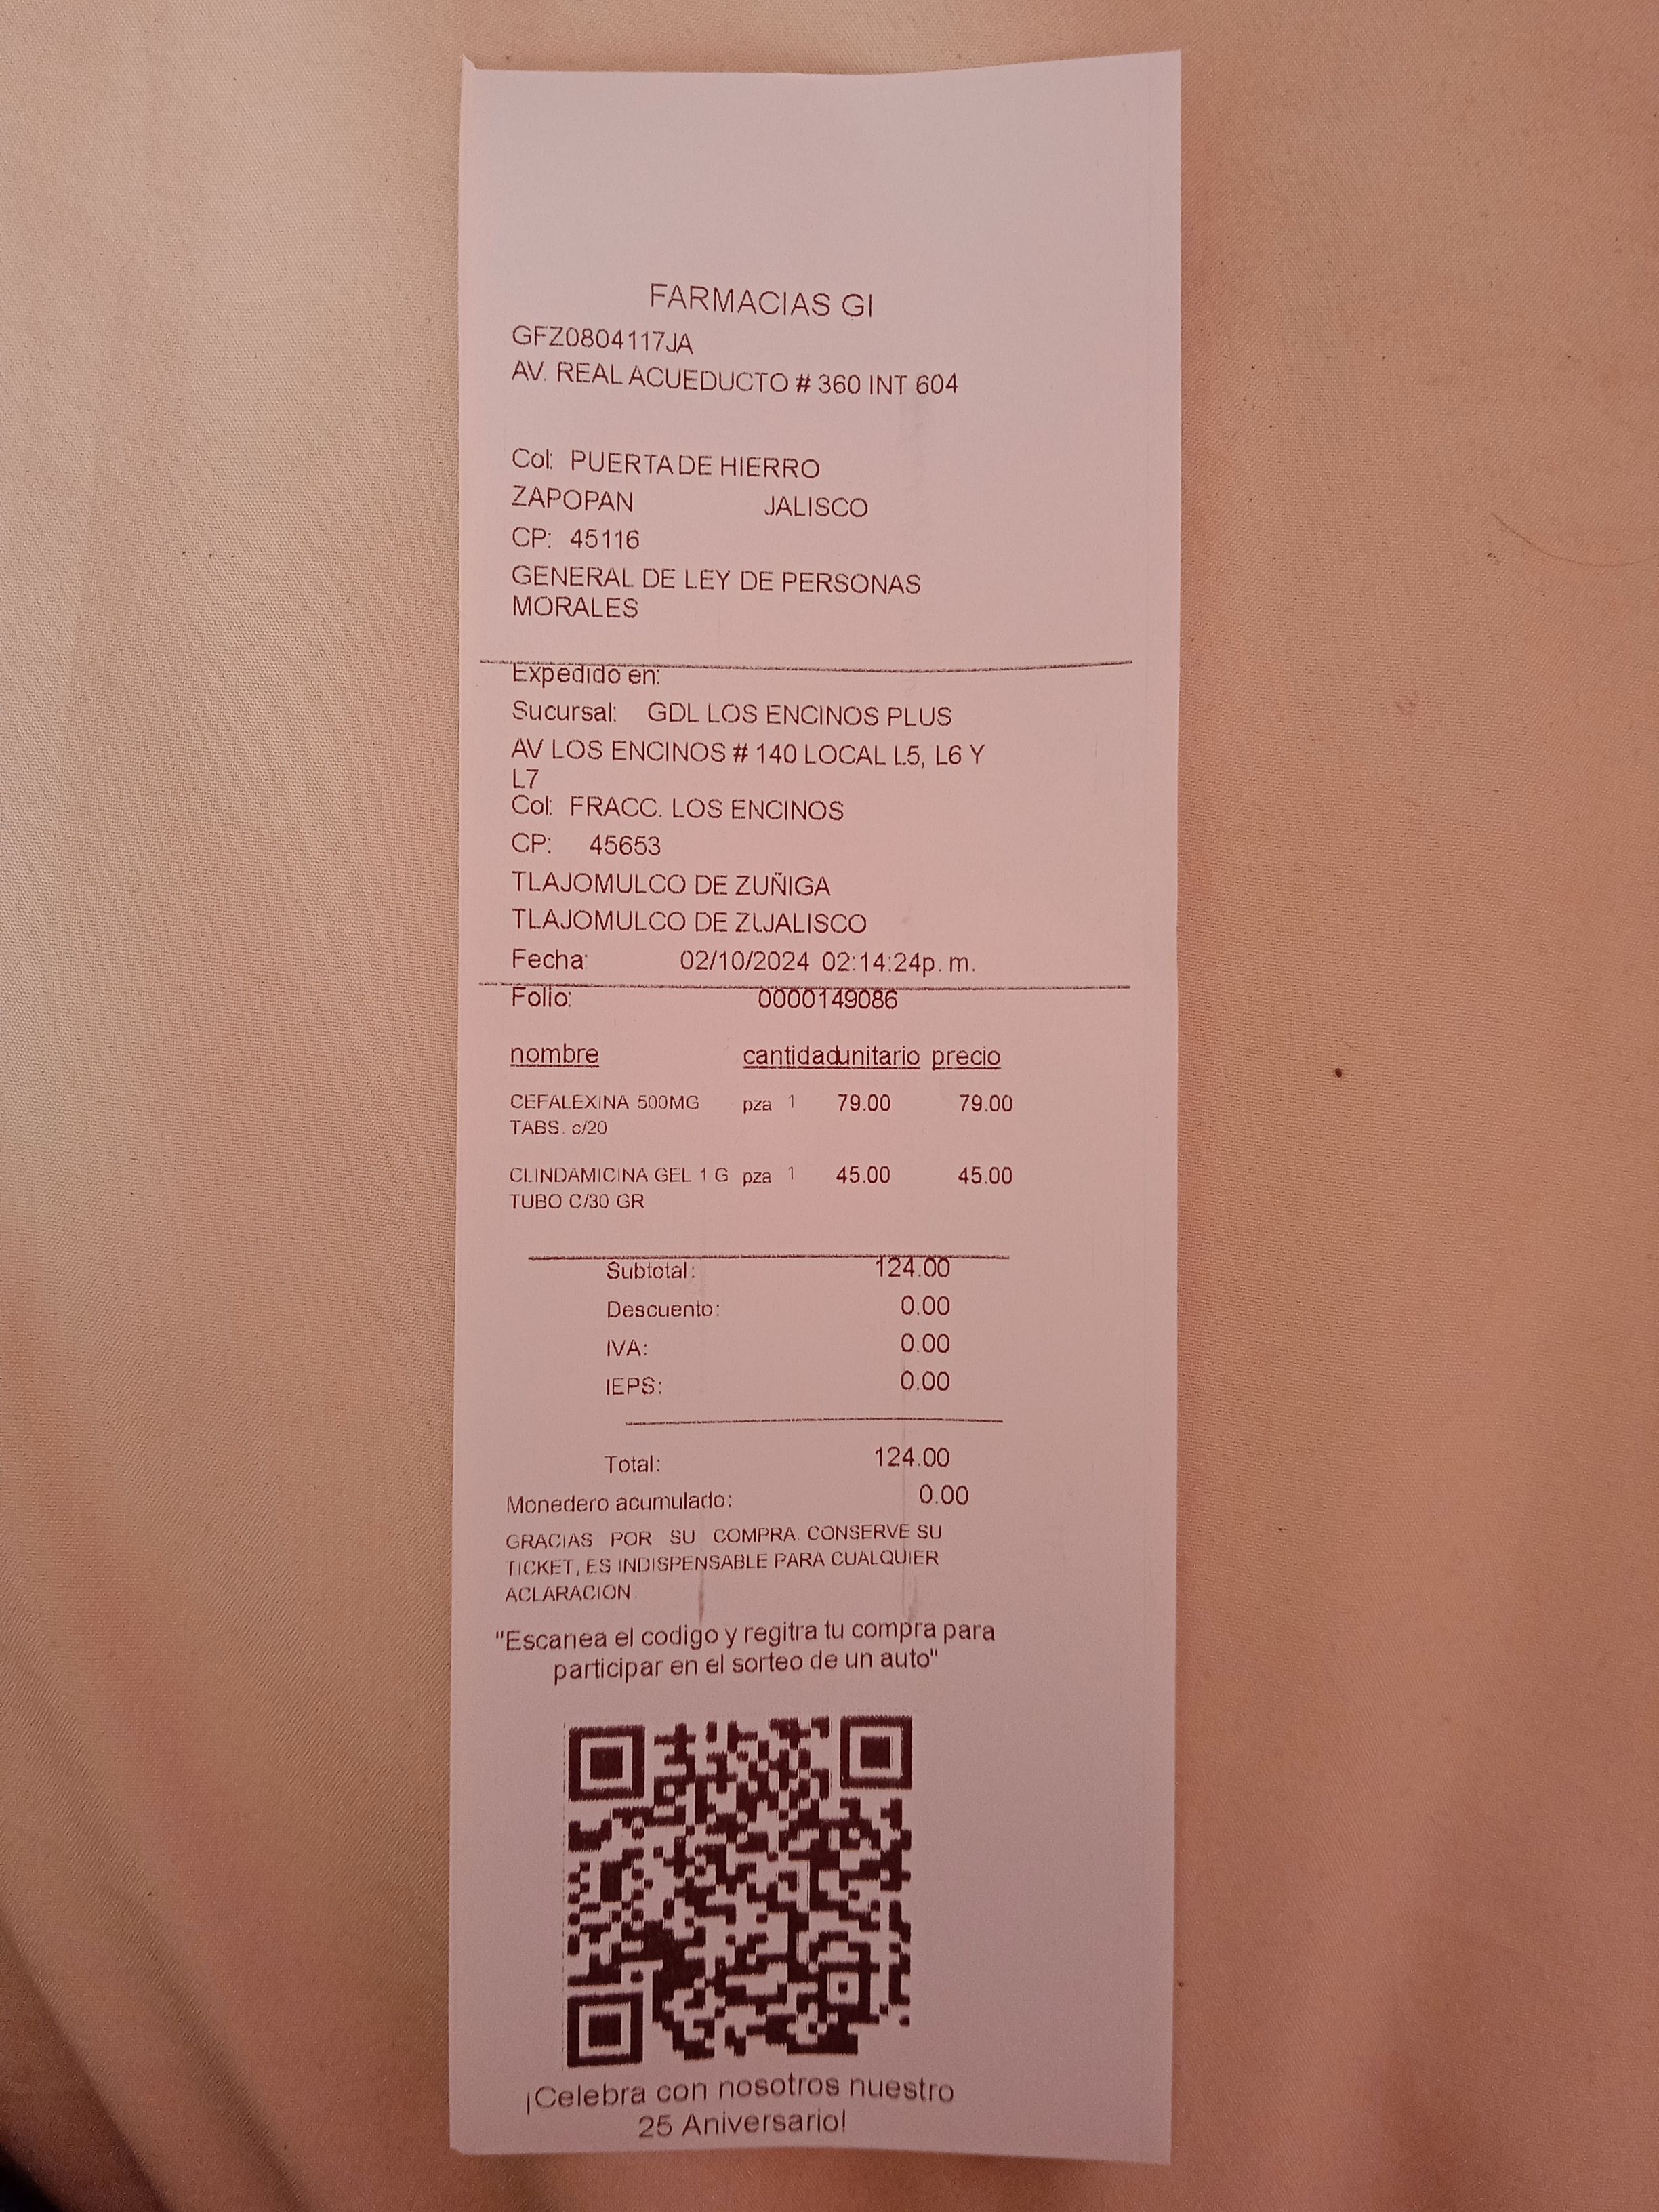 FARMACIAS GI
GFZ0804117JA
AV. REAL ACUEDUCTO # 360 INT 604
Col: PUERTA DE HIERRO
ZAPOPAN JALISCO
CP: 45116
GENERAL DE LEY DE PERSONAS
MORALES
Expedido en:
Sucursal: GDL LOS ENCINOS PLUS
AV LOS ENCINOS # 140 LOCAL L5, L6 Y
L7
Col: FRACC. LOS ENCINOS
CP: 45653
TLAJOMULCO DE ZUÑIGA
TLAJOMULCO DE ZUJALISCO
Fecha: 02/10/2024 02:14:24p. m.
Folio: 0000149086
nombre cantidad unitario precio
CEFALEXINA 500MG pza 1 79.00 79.00
TABS. c/20
CLINDAMICINA GEL 1 G pza 1 45.00 45.00
TUBO C/30 GR
Subtotal: 124.00
Descuento: 0.00
IVA: 0.00
IEPS: 0.00
Total: 124.00
Monedero acumulado: 0.00
GRACIAS POR SU COMPRA. CONSERVE SU
TICKET, ES INDISPENSABLE PARA CUALQUIER
ACLARACION.
"Escanea el codigo y regitra tu compra para
participar en el sorteo de un auto"
¡Celebra con nosotros nuestro
25 Aniversario!